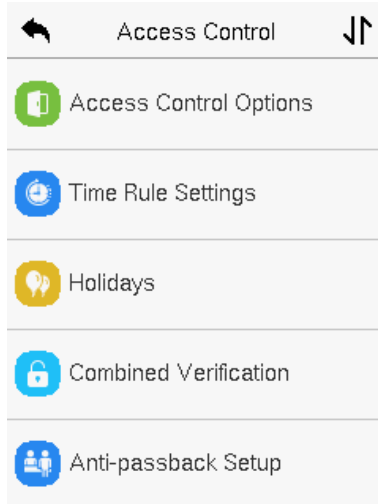 Access Control
Access Control Options
Time Rule Settings
Holidays
Combined Verification
Anti-passback Setup